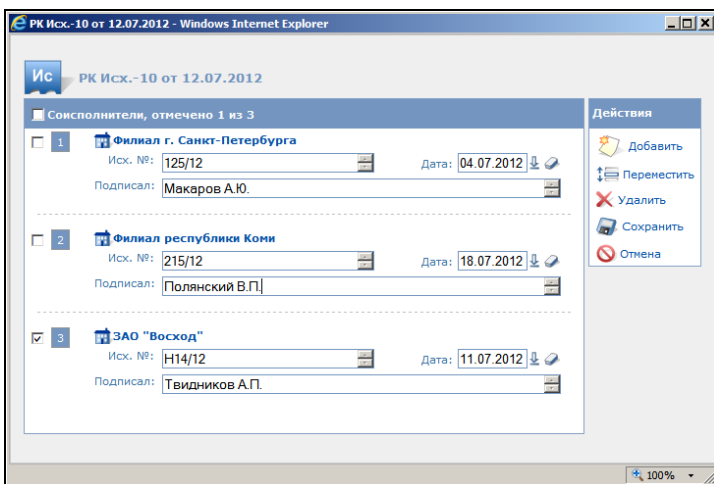 РК Исх.-10 от 12.07.2012 - Windows Internet Explorer
Ис
РК Исх.-10 от 12.07.2012
Соисполнители, отмечено 1 из 3
1 Филиал г. Санкт-Петербурга
Исх. №: 125/12 Дата: 04.07.2012
Подписал: Макаров А.Ю.
2 Филиал республики Коми
Исх. №: 215/12 Дата: 18.07.2012
Подписал: Полянский В.П.
3 ЗАО "Восход"
Исх. №: Н14/12 Дата: 11.07.2012
Подписал: Твидников А.П.
Действия
Добавить
Переместить
Удалить
Сохранить
Отмена
100%